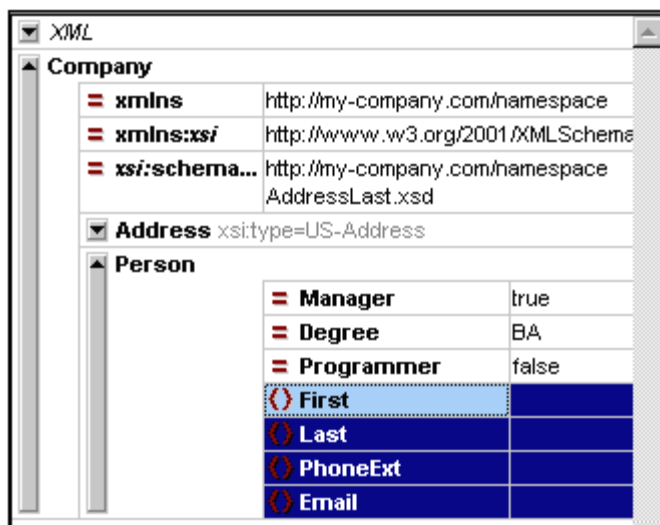 XML
Company
= xmlns http://my-company.com/namespace
= xmlns:xsi http://www.w3.org/2001/XMLSchema
= xsi:schema... http://my-company.com/namespace
AddressLast.xsd
Address xsi:type=US-Address
Person
= Manager true
= Degree BA
= Programmer false
() First
() Last
() PhoneExt
() Email